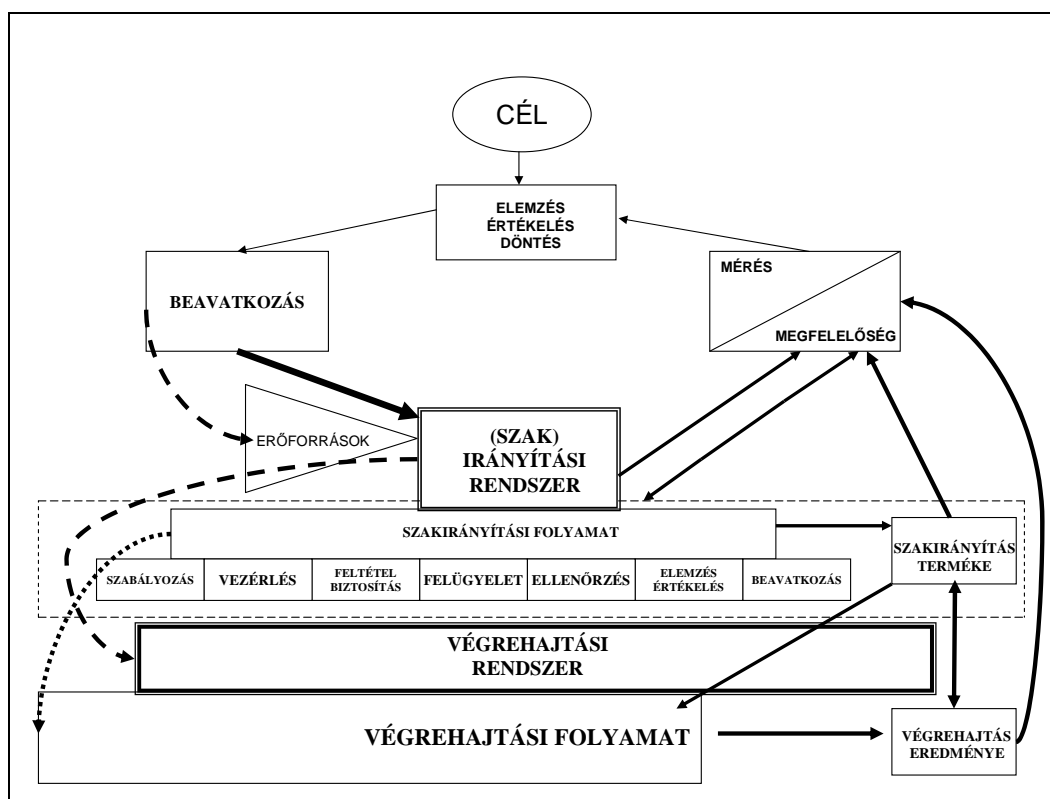 CÉL
ELEMZÉS
ÉRTÉKELÉS
DÖNTÉS
BEAVATKOZÁS
MÉRÉS
MEGFELELŐSÉG
ERŐFORRÁSOK
(SZAK)
IRÁNYÍTÁSI
RENDSZER
SZAKIRÁNYÍTÁSI FOLYAMAT
SZABÁLYOZÁS
VEZÉRLÉS
FELTÉTEL
BIZTOSÍTÁS
FELÜGYELET
ELLENŐRZÉS
ELEMZÉS
ÉRTÉKELÉS
BEAVATKOZÁS
SZAKIRÁNYÍTÁS
TERMÉKE
VÉGREHAJTÁSI
RENDSZER
VÉGREHAJTÁSI FOLYAMAT
VÉGREHAJTÁS
EREDMÉNYE